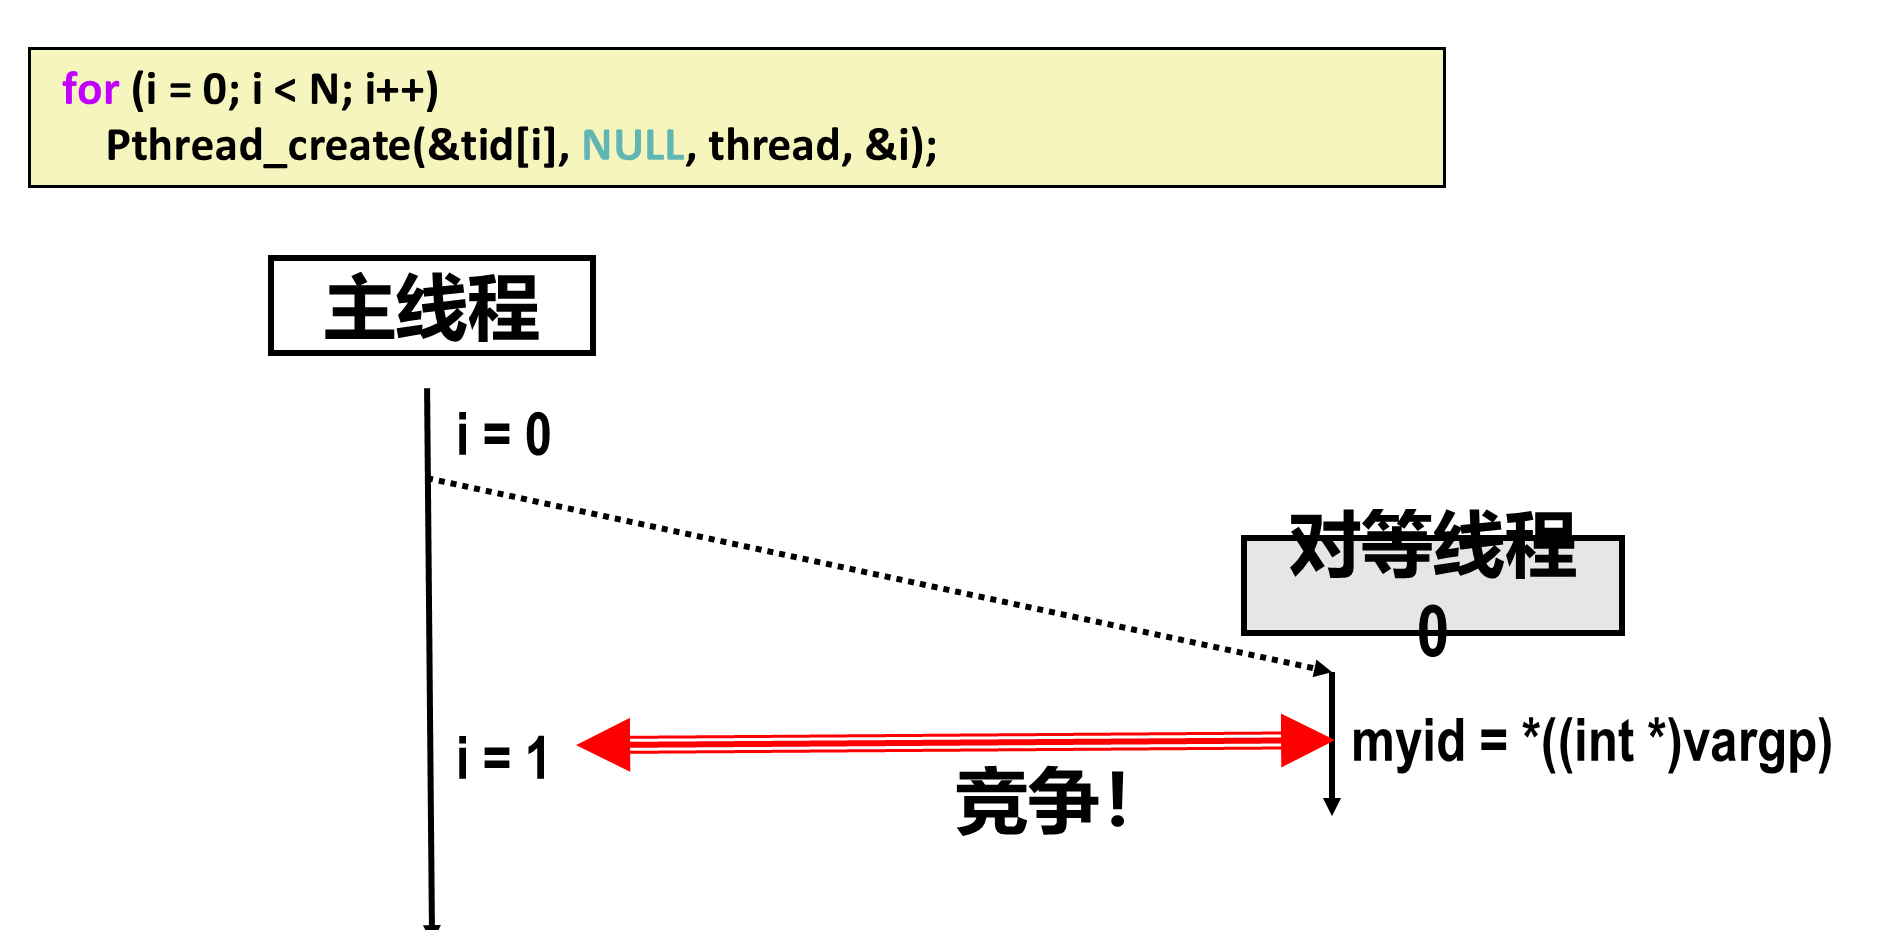 for (i = 0; i < N; i++)
Pthread_create(&tid[i], NULL, thread, &i);
主线程
i = 0
对等线程
0
i = 1
myid = *((int *)vargp)
竞争!